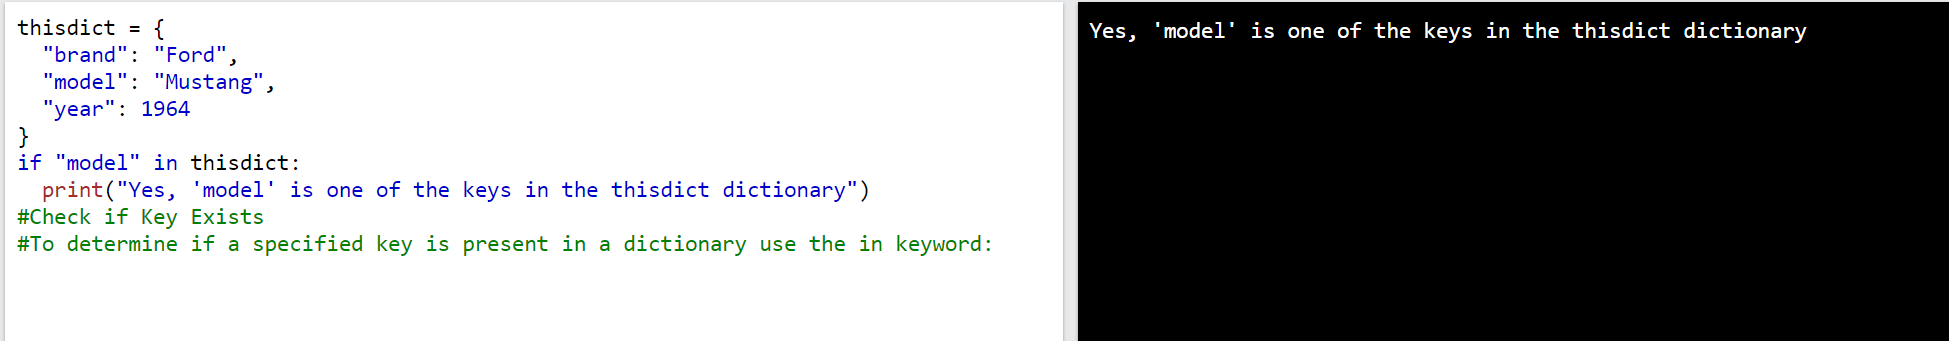 thisdict = {
  "brand": "Ford",
  "model": "Mustang",
  "year": 1964
}
if "model" in thisdict:
  print("Yes, 'model' is one of the keys in the thisdict dictionary")
#Check if Key Exists
#To determine if a specified key is present in a dictionary use the in keyword:
Yes, 'model' is one of the keys in the thisdict dictionary